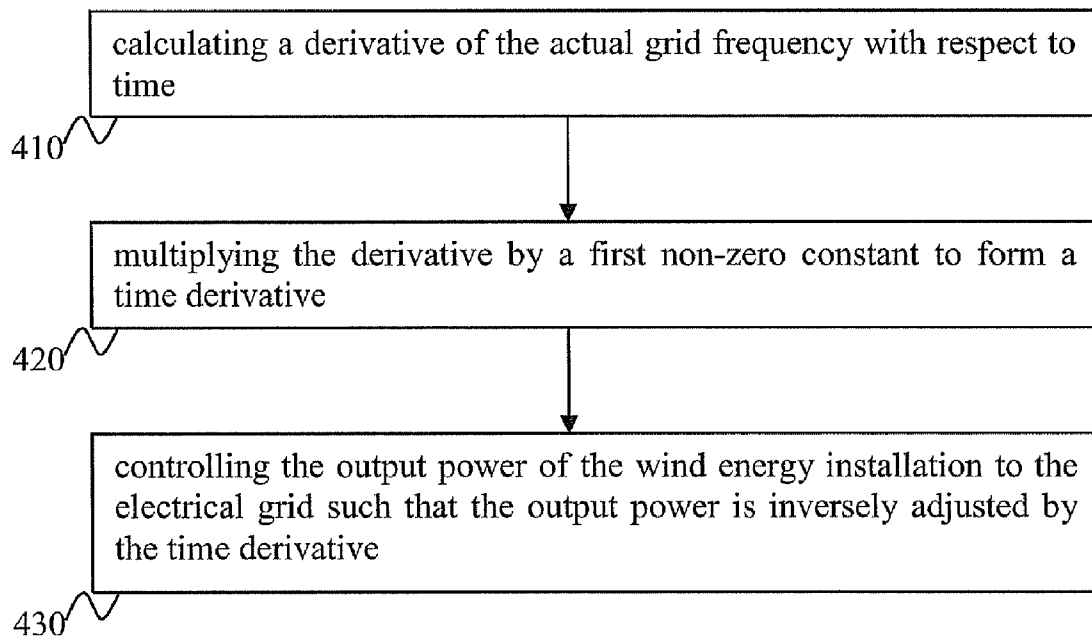 calculating a derivative of the actual grid frequency with respect to
time
410
multiplying the derivative by a first non-zero constant to form a
time derivative
420
controlling the output power of the wind energy installation to the
electrical grid such that the output power is inversely adjusted by
the time derivative
430